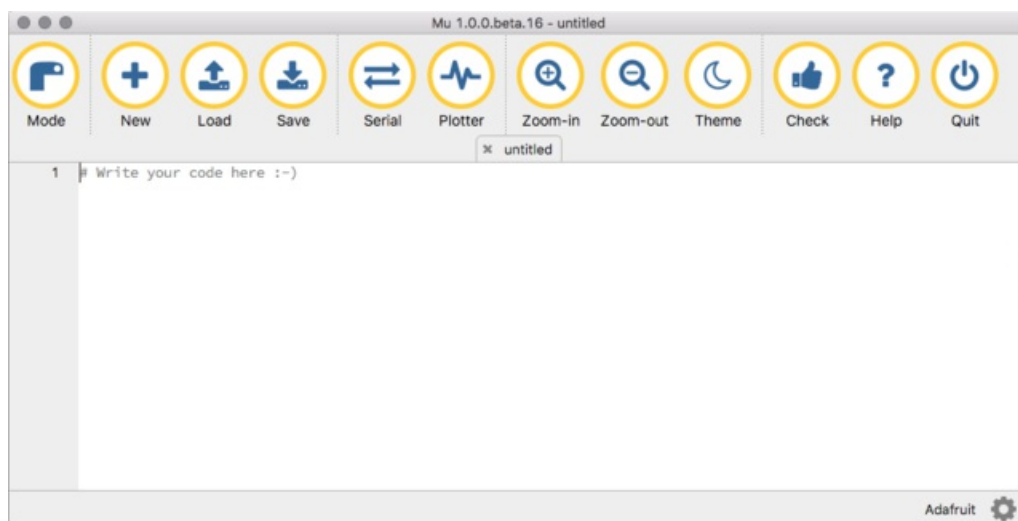 Mu 1.0.0.beta.16 - untitled
Mode New Load Save Serial Plotter Zoom-in Zoom-out Theme Check Help Quit
untitled
1 # Write your code here :-)
Adafruit